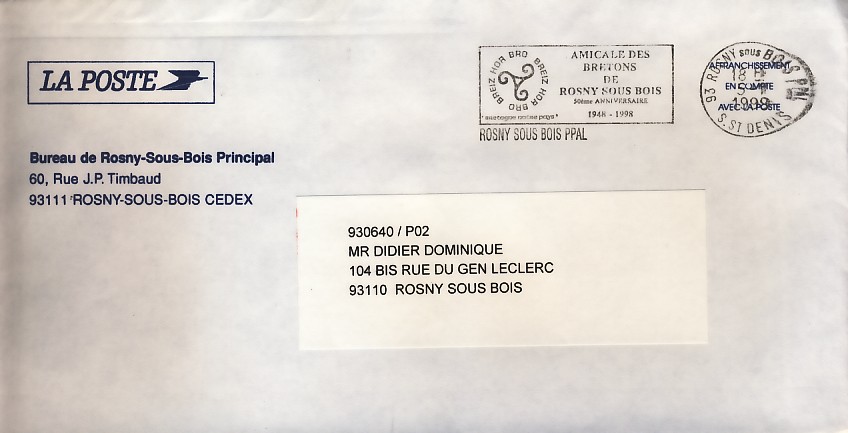 LA POSTE
Bureau de Rosny-Sous-Bois Principal
60, Rue J.P. Timbaud
93111 ROSNY-SOUS-BOIS CEDEX
BREIZ HOR BRO BREIZ HOR BRO
AMICALE DES
BRETONS
DE
ROSNY SOUS BOIS
50ème ANNIVERSAIRE
1948 - 1998
ROSNY SOUS BOIS PPAL
93 ROSNY sous BOIS PAL
18 H
1998
S. ST DENIS
AFFRANCHISSEMENT
EN COMPTE
AVEC LA POSTE
930640 / P02
MR DIDIER DOMINIQUE
104 BIS RUE DU GEN LECLERC
93110 ROSNY SOUS BOIS